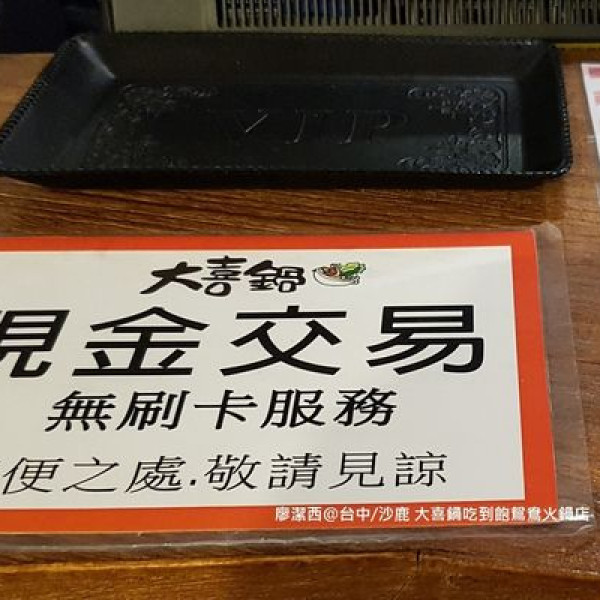 VIP
大喜鍋
現金交易
無刷卡服務
便之處.敬請見諒
廖潔西@台中/沙鹿 大喜鍋吃到飽鴛鴦火鍋店